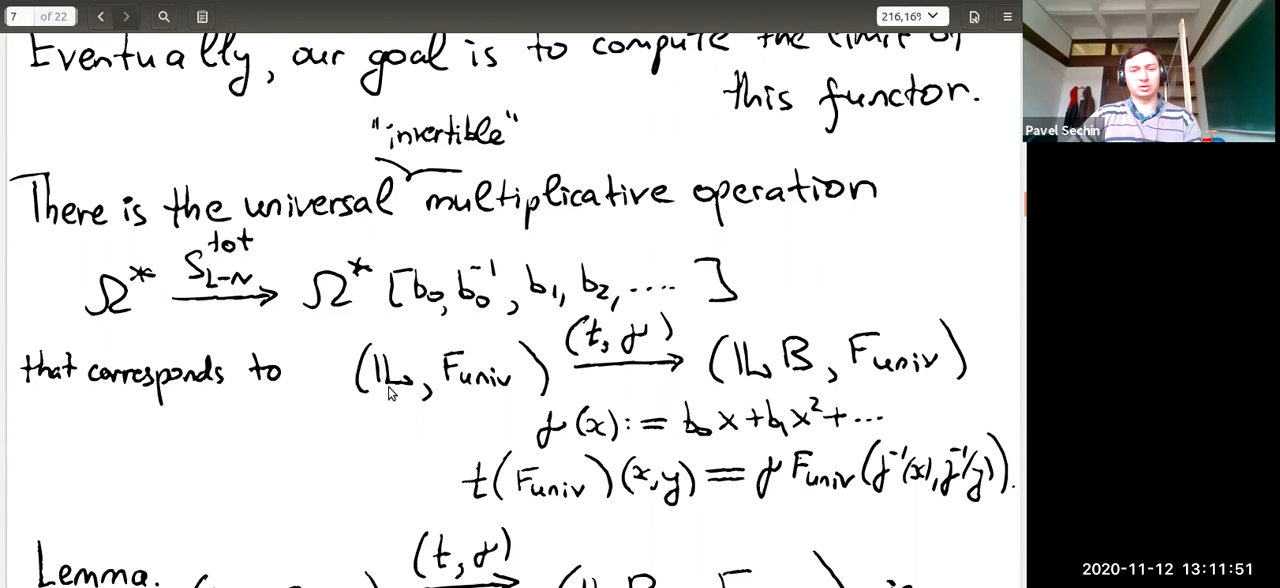 7 of 22 216,16%
Eventually, our goal is to compute the limit of
this functor.
"invertible"
There is the universal multiplicative operation
Ω* S_{L-N}^{tot} → Ω* [b₀, b₀⁻¹, b₁, b₂, .... ]
that corresponds to (𝕃, F_univ) (t, γ) → (𝕃B, F_univ)
γ(x) := b₀x + b₁x² + ...
t(F_univ)(x,y) = γ F_univ(γ⁻¹(x), γ⁻¹(y)).
Lemma. (t, γ)
Pavel Sechin
2020-11-12 13:11:51